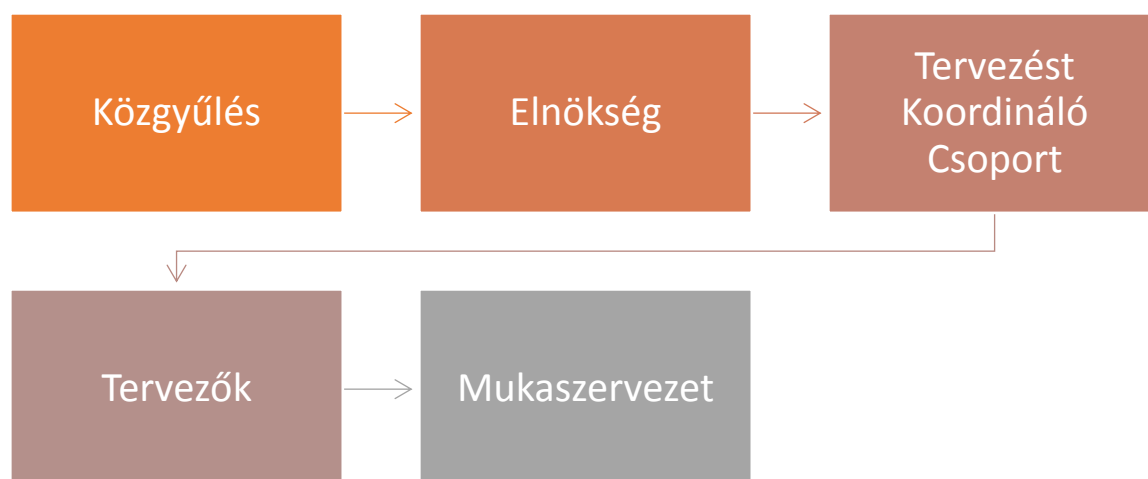 Közgyűlés
Elnökség
Tervezést
Koordináló
Csoport
Tervezők
Mukaszervezet